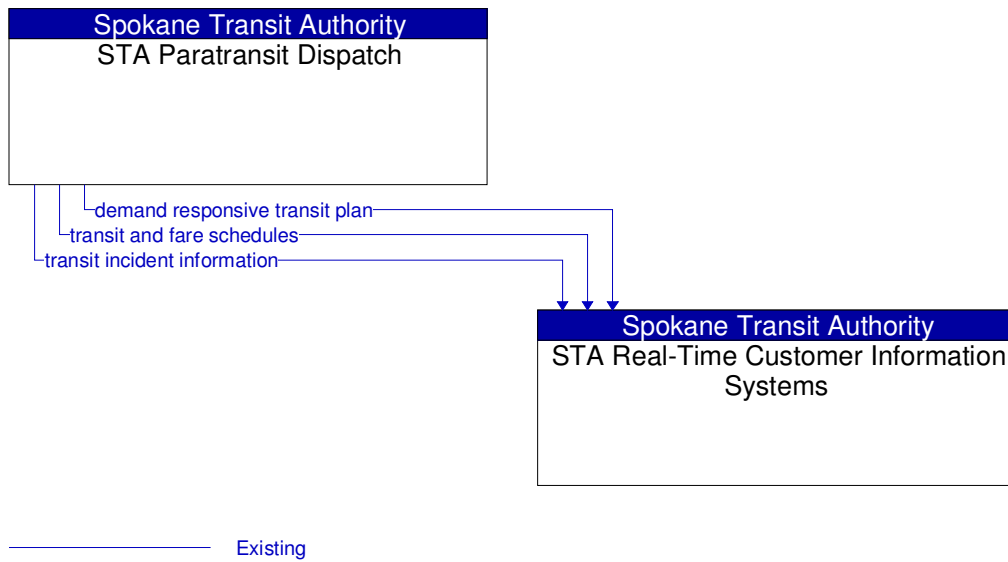 Spokane Transit Authority
STA Paratransit Dispatch
demand responsive transit plan
transit and fare schedules
transit incident information
Spokane Transit Authority
STA Real-Time Customer Information
Systems
Existing